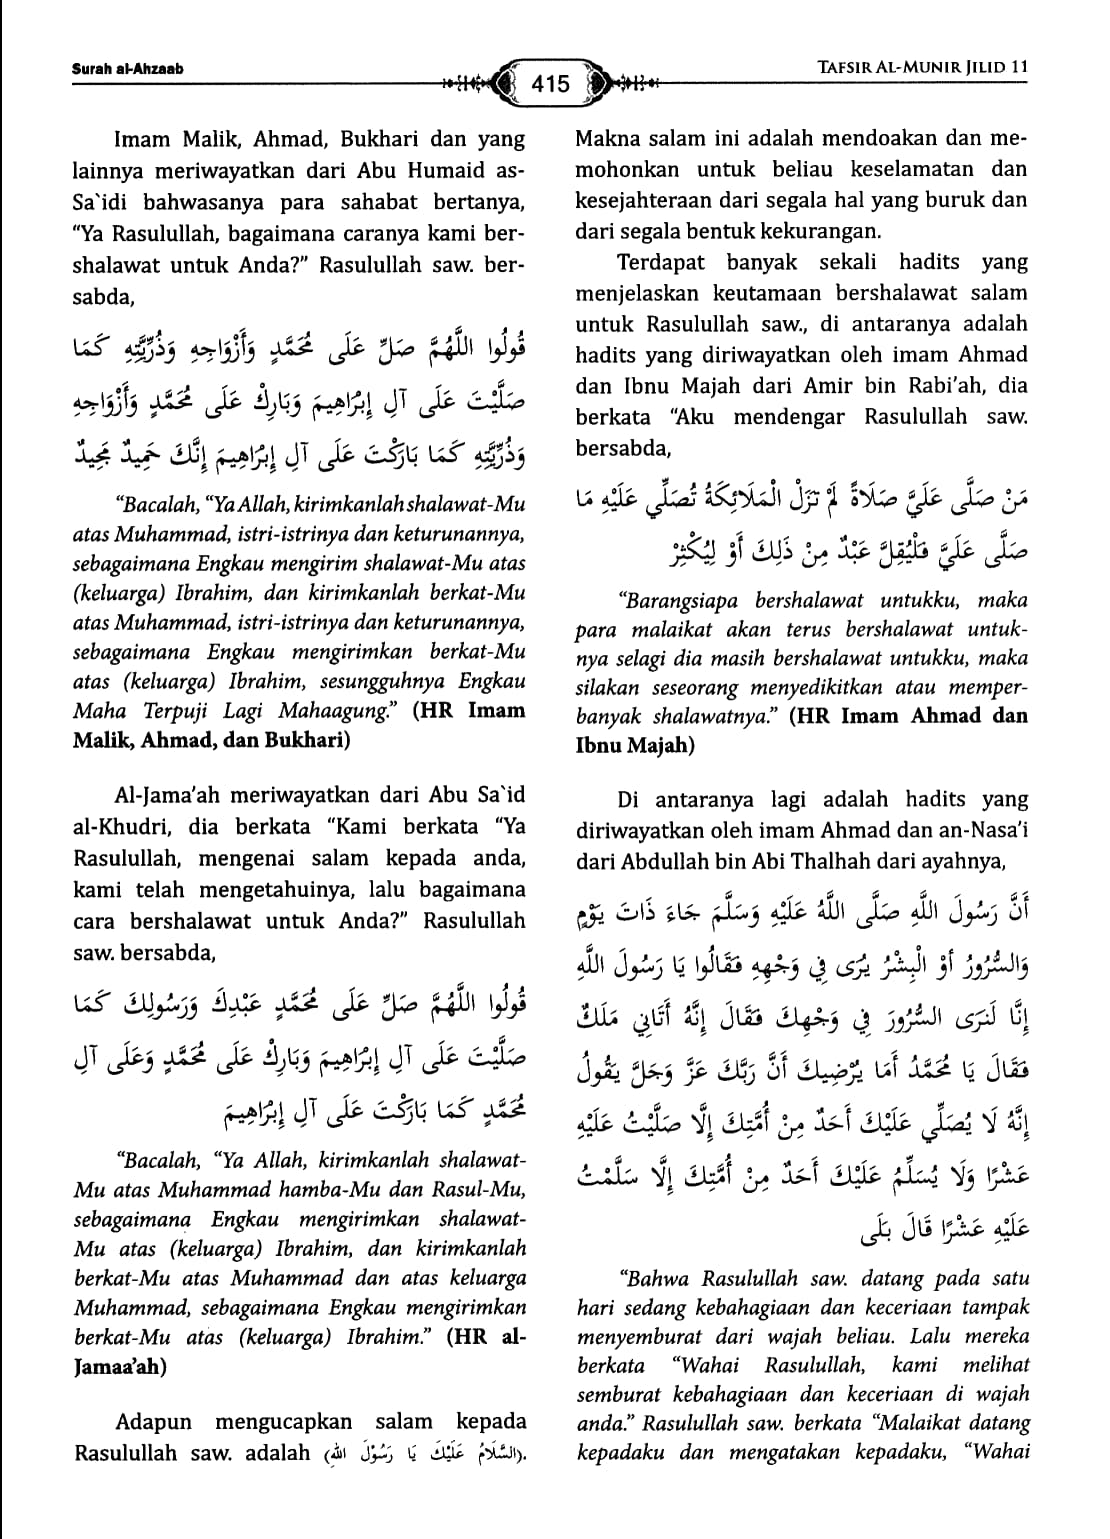 Surah al-Ahzaab
415
TAFSIR AL-MUNIR JILID 11
Imam Malik, Ahmad, Bukhari dan yang
lainnya meriwayatkan dari Abu Humaid as-
Sa`idi bahwasanya para sahabat bertanya,
"Ya Rasulullah, bagaimana caranya kami ber-
shalawat untuk Anda?" Rasulullah saw. ber-
sabda,
قُولُوا اللَّهُمَّ صَلِّ عَلَى مُحَمَّدٍ وَأَزْوَاجِهِ وَذُرِّيَّتِهِ كَمَا
صَلَّيْتَ عَلَى آلِ إِبْرَاهِيمَ وَبَارِكْ عَلَى مُحَمَّدٍ وَأَزْوَاجِهِ
وَذُرِّيَّتِهِ كَمَا بَارَكْتَ عَلَى آلِ إِبْرَاهِيمَ إِنَّكَ حَمِيدٌ مَجِيدٌ
"Bacalah, "Ya Allah, kirimkanlah shalawat-Mu
atas Muhammad, istri-istrinya dan keturunannya,
sebagaimana Engkau mengirim shalawat-Mu atas
(keluarga) Ibrahim, dan kirimkanlah berkat-Mu
atas Muhammad, istri-istrinya dan keturunannya,
sebagaimana Engkau mengirimkan berkat-Mu
atas (keluarga) Ibrahim, sesungguhnya Engkau
Maha Terpuji Lagi Mahaagung." (HR Imam
Malik, Ahmad, dan Bukhari)
Al-Jama'ah meriwayatkan dari Abu Sa`id
al-Khudri, dia berkata "Kami berkata "Ya
Rasulullah, mengenai salam kepada anda,
kami telah mengetahuinya, lalu bagaimana
cara bershalawat untuk Anda?" Rasulullah
saw. bersabda,
قُولُوا اللَّهُمَّ صَلِّ عَلَى مُحَمَّدٍ عَبْدِكَ وَرَسُولِكَ كَمَا
صَلَّيْتَ عَلَى آلِ إِبْرَاهِيمَ وَبَارِكْ عَلَى مُحَمَّدٍ وَعَلَى آلِ
مُحَمَّدٍ كَمَا بَارَكْتَ عَلَى آلِ إِبْرَاهِيمَ
"Bacalah, "Ya Allah, kirimkanlah shalawat-
Mu atas Muhammad hamba-Mu dan Rasul-Mu,
sebagaimana Engkau mengirimkan shalawat-
Mu atas (keluarga) Ibrahim, dan kirimkanlah
berkat-Mu atas Muhammad dan atas keluarga
Muhammad, sebagaimana Engkau mengirimkan
berkat-Mu atas (keluarga) Ibrahim." (HR al-
Jamaa'ah)
Adapun mengucapkan salam kepada
Rasulullah saw. adalah (السَّلَامُ عَلَيْكَ يَا رَسُوْلَ اللهِ).
Makna salam ini adalah mendoakan dan me-
mohonkan untuk beliau keselamatan dan
kesejahteraan dari segala hal yang buruk dan
dari segala bentuk kekurangan.
Terdapat banyak sekali hadits yang
menjelaskan keutamaan bershalawat salam
untuk Rasulullah saw., di antaranya adalah
hadits yang diriwayatkan oleh imam Ahmad
dan Ibnu Majah dari Amir bin Rabi'ah, dia
berkata "Aku mendengar Rasulullah saw.
bersabda,
مَنْ صَلَّى عَلَيَّ صَلَاةً لَمْ تَزَلْ الْمَلَائِكَةُ تُصَلِّي عَلَيْهِ مَا
صَلَّى عَلَيَّ فَلْيُقِلَّ عَبْدٌ مِنْ ذَلِكَ أَوْ لِيُكْثِرْ
"Barangsiapa bershalawat untukku, maka
para malaikat akan terus bershalawat untuk-
nya selagi dia masih bershalawat untukku, maka
silakan seseorang menyedikitkan atau memper-
banyak shalawatnya." (HR Imam Ahmad dan
Ibnu Majah)
Di antaranya lagi adalah hadits yang
diriwayatkan oleh imam Ahmad dan an-Nasa'i
dari Abdullah bin Abi Thalhah dari ayahnya,
أَنَّ رَسُولَ اللَّهِ صَلَّى اللَّهُ عَلَيْهِ وَسَلَّمَ جَاءَ ذَاتَ يَوْمٍ
وَالسُّرُورُ أَوْ الْبِشْرُ يُرَى فِي وَجْهِهِ فَقَالُوا يَا رَسُولَ اللَّهِ
إِنَّا لَنَرَى السُّرُورَ فِي وَجْهِكَ فَقَالَ إِنَّهُ أَتَانِي مَلَكٌ
فَقَالَ يَا مُحَمَّدُ أَمَا يُرْضِيكَ أَنَّ رَبَّكَ عَزَّ وَجَلَّ يَقُولُ
إِنَّهُ لَا يُصَلِّي عَلَيْكَ أَحَدٌ مِنْ أُمَّتِكَ إِلَّا صَلَّيْتُ عَلَيْهِ
عَشْرًا وَلَا يُسَلِّمُ عَلَيْكَ أَحَدٌ مِنْ أُمَّتِكَ إِلَّا سَلَّمْتُ
عَلَيْهِ عَشْرًا قَالَ بَلَى
"Bahwa Rasulullah saw. datang pada satu
hari sedang kebahagiaan dan keceriaan tampak
menyemburat dari wajah beliau. Lalu mereka
berkata "Wahai Rasulullah, kami melihat
semburat kebahagiaan dan keceriaan di wajah
anda." Rasulullah saw. berkata "Malaikat datang
kepadaku dan mengatakan kepadaku, "Wahai